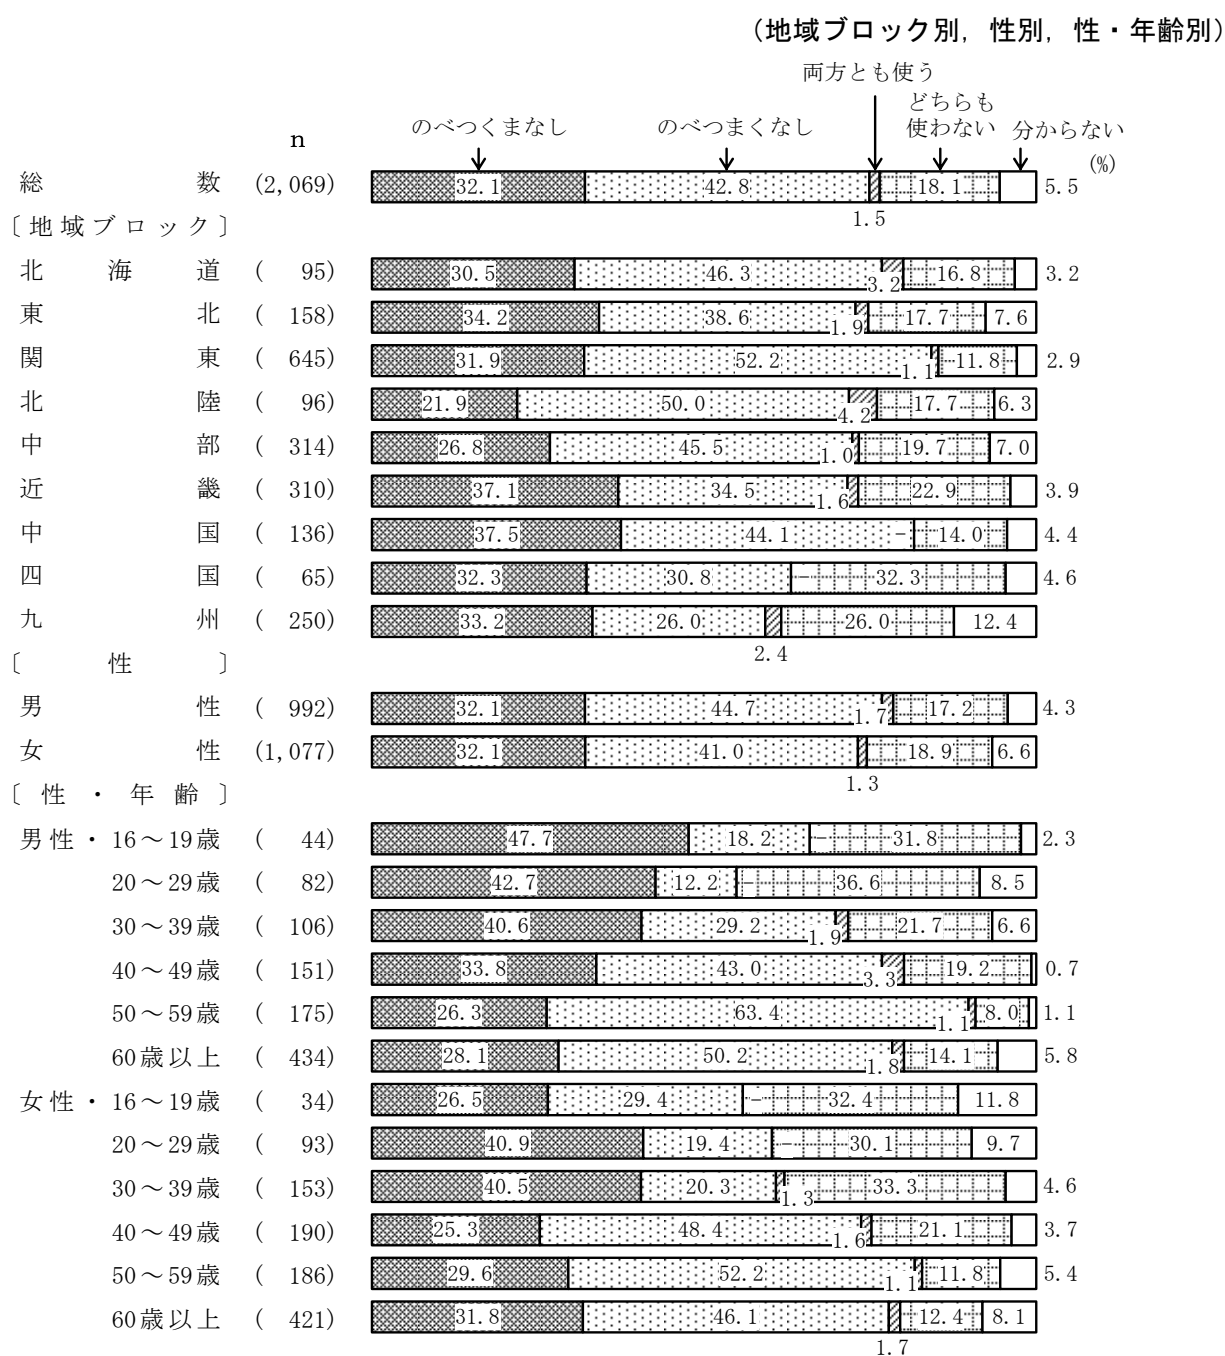 (地域ブロック別，性別，性・年齢別)
両方とも使う
どちらも
n のべつくまなし のべつまくなし 使わない 分からない
(%)
総数 (2,069) 32.1 42.8 18.1 5.5
1.5
〔地域ブロック〕
北海道 ( 95) 30.5 46.3 3.2 16.8 3.2
東北 ( 158) 34.2 38.6 1.9 17.7 7.6
関東 ( 645) 31.9 52.2 1.1 11.8 2.9
北陸 ( 96) 21.9 50.0 4.2 17.7 6.3
中部 ( 314) 26.8 45.5 1.0 19.7 7.0
近畿 ( 310) 37.1 34.5 1.6 22.9 3.9
中国 ( 136) 37.5 44.1 - 14.0 4.4
四国 ( 65) 32.3 30.8 - 32.3 4.6
九州 ( 250) 33.2 26.0 26.0 12.4
2.4
〔性〕
男性 ( 992) 32.1 44.7 1.7 17.2 4.3
女性 (1,077) 32.1 41.0 18.9 6.6
1.3
〔性・年齢〕
男性・16～19歳 ( 44) 47.7 18.2 - 31.8 2.3
20～29歳 ( 82) 42.7 12.2 - 36.6 8.5
30～39歳 ( 106) 40.6 29.2 1.9 21.7 6.6
40～49歳 ( 151) 33.8 43.0 3.3 19.2 0.7
50～59歳 ( 175) 26.3 63.4 1.1 8.0 1.1
60歳以上 ( 434) 28.1 50.2 1.8 14.1 5.8
女性・16～19歳 ( 34) 26.5 29.4 - 32.4 11.8
20～29歳 ( 93) 40.9 19.4 - 30.1 9.7
30～39歳 ( 153) 40.5 20.3 1.3 33.3 4.6
40～49歳 ( 190) 25.3 48.4 1.6 21.1 3.7
50～59歳 ( 186) 29.6 52.2 1.1 11.8 5.4
60歳以上 ( 421) 31.8 46.1 12.4 8.1
1.7